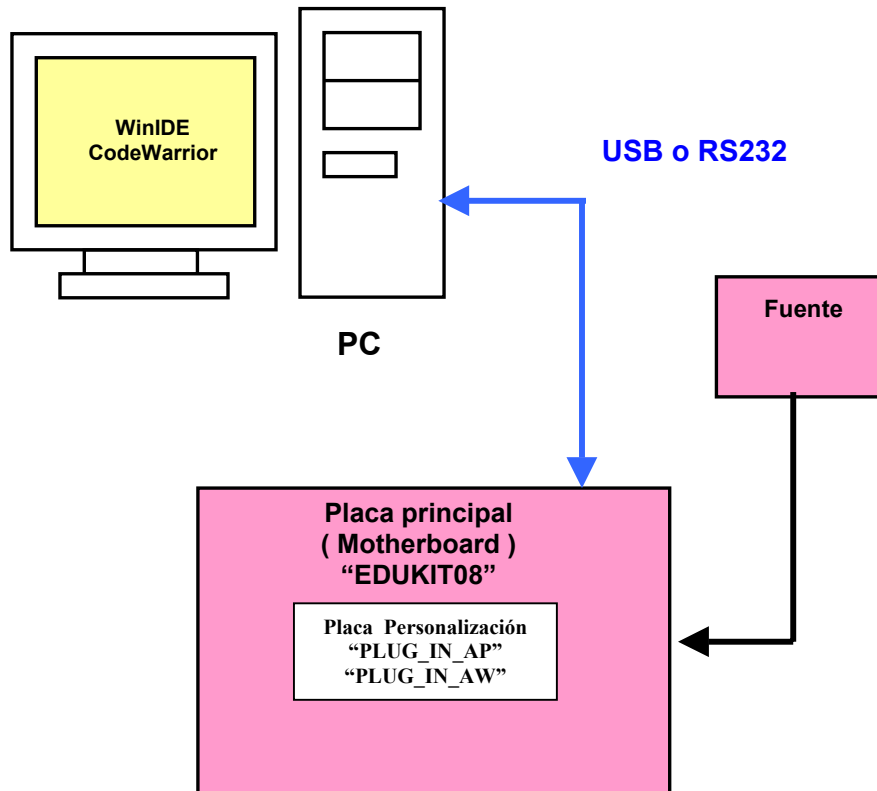 WinIDE
CodeWarrior
USB o RS232
Fuente
PC
Placa principal
( Motherboard )
“EDUKIT08”
Placa Personalización
“PLUG_IN_AP”
“PLUG_IN_AW”